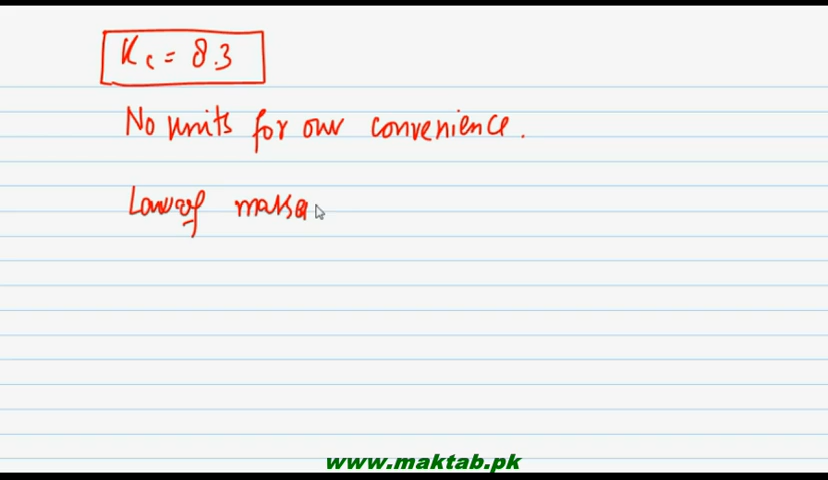 Kc = 8.3
No units for our convenience.
Law of
www.maktab.pk